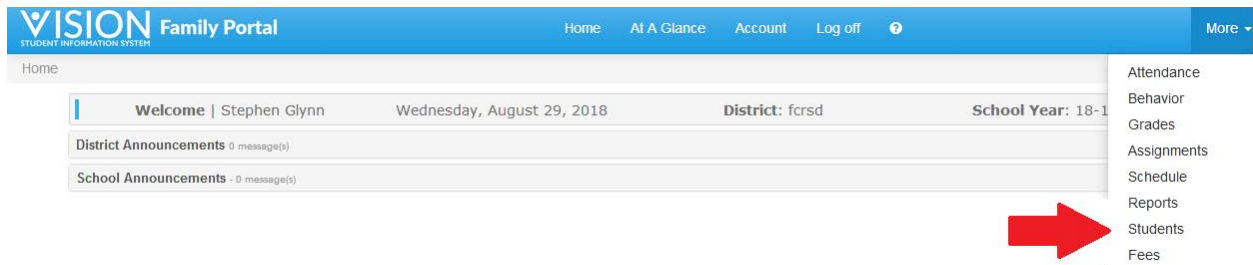 VISION Family Portal Home At A Glance Account Log off ? More
STUDENT INFORMATION SYSTEM
Home
Welcome | Stephen Glynn Wednesday, August 29, 2018 District: fcrsd School Year: 18-1
District Announcements 0 message(s)
School Announcements - 0 message(s)
Attendance
Behavior
Grades
Assignments
Schedule
Reports
Students
Fees